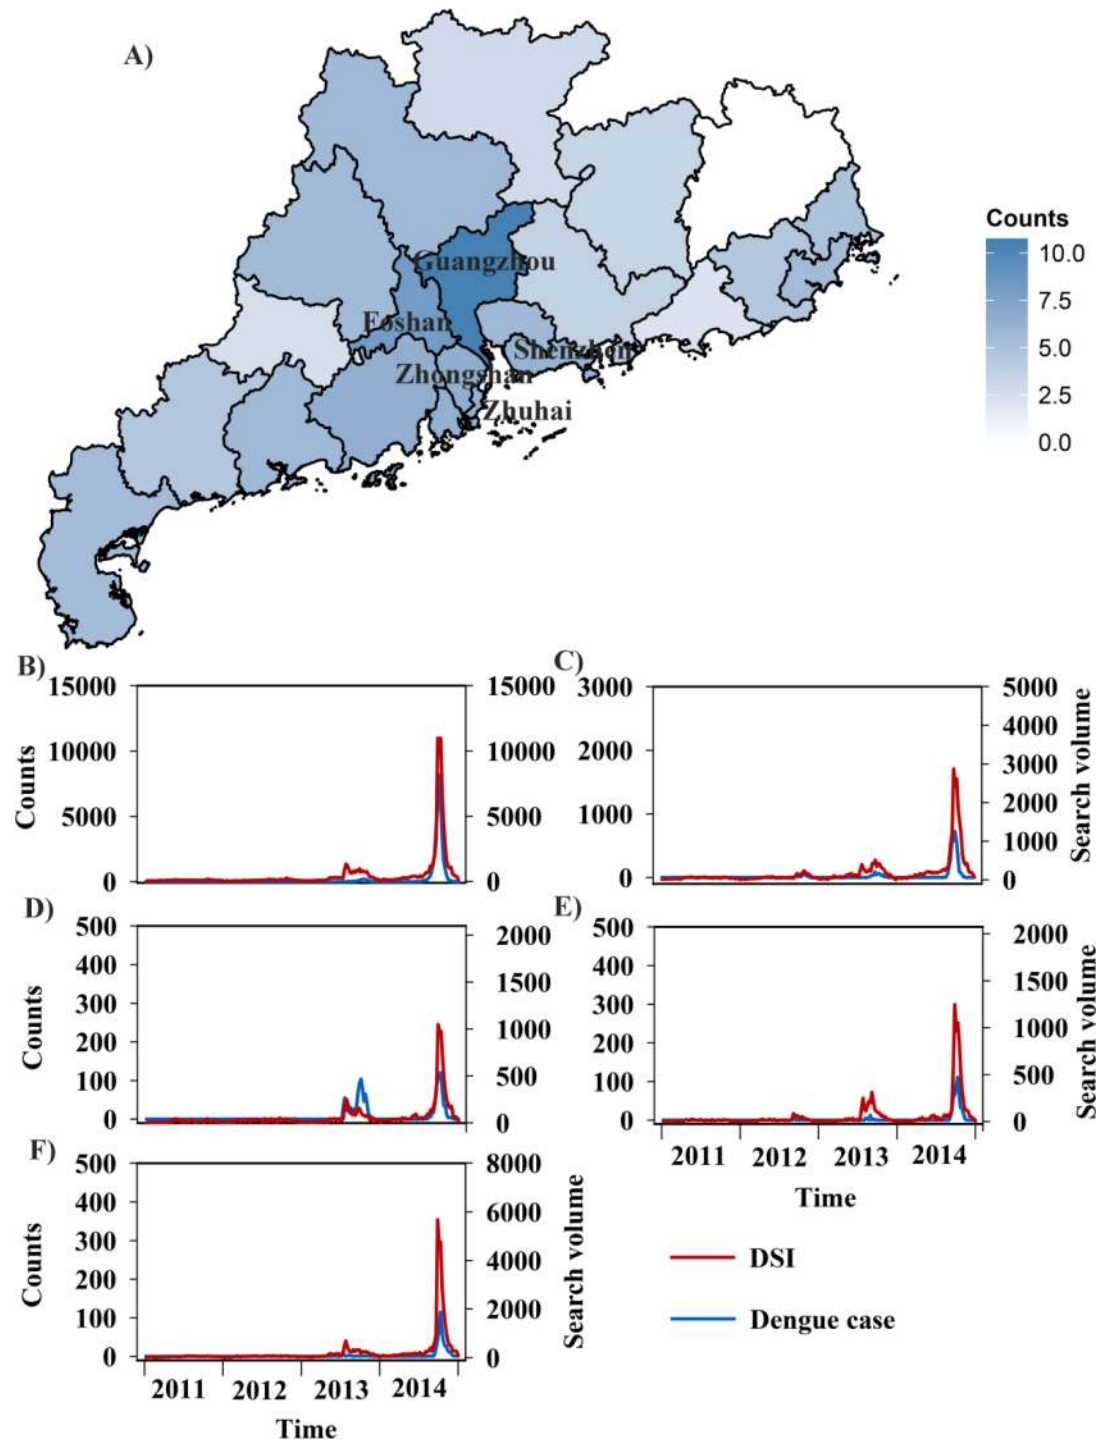 A)
Guangzhou
Foshan
Shenzhen
Zhongshan
Zhuhai
Counts
10.0
7.5
5.0
2.5
0.0
B)
15000
10000
5000
0
Counts
15000
10000
5000
0
C)
3000
2000
1000
0
5000
4000
3000
2000
1000
0
Search volume
D)
500
400
300
200
100
0
Counts
2000
1500
1000
500
0
E)
500
400
300
200
100
0
2000
1500
1000
500
0
Search volume
2011 2012 2013 2014
Time
F)
500
400
300
200
100
0
Counts
8000
6000
4000
2000
0
Search volume
2011 2012 2013 2014
Time
DSI
Dengue case